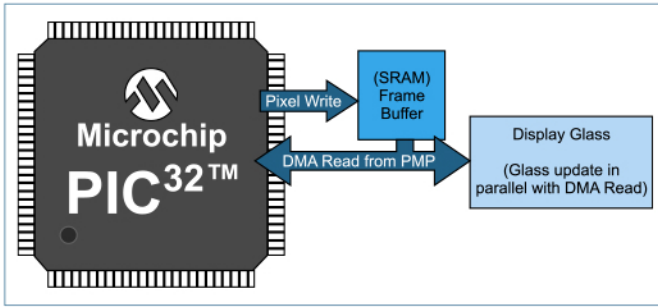 Microchip
PIC32™
Pixel Write
(SRAM)
Frame
Buffer
DMA Read from PMP
Display Glass
(Glass update in
parallel with DMA Read)